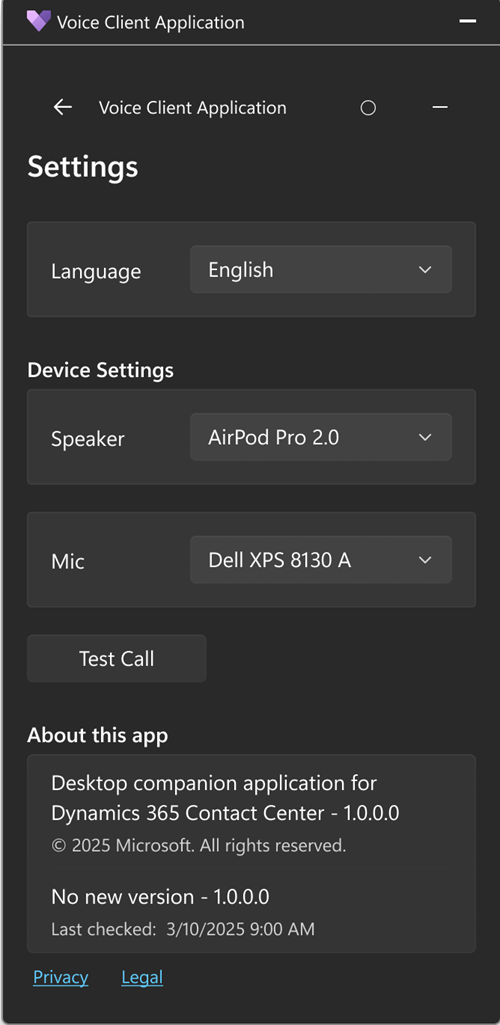 Voice Client Application
Voice Client Application
Settings
Language
English
Device Settings
Speaker
AirPod Pro 2.0
Mic
Dell XPS 8130 A
Test Call
About this app
Desktop companion application for
Dynamics 365 Contact Center - 1.0.0.0
© 2025 Microsoft. All rights reserved.
No new version - 1.0.0.0
Last checked: 3/10/2025 9:00 AM
Privacy Legal